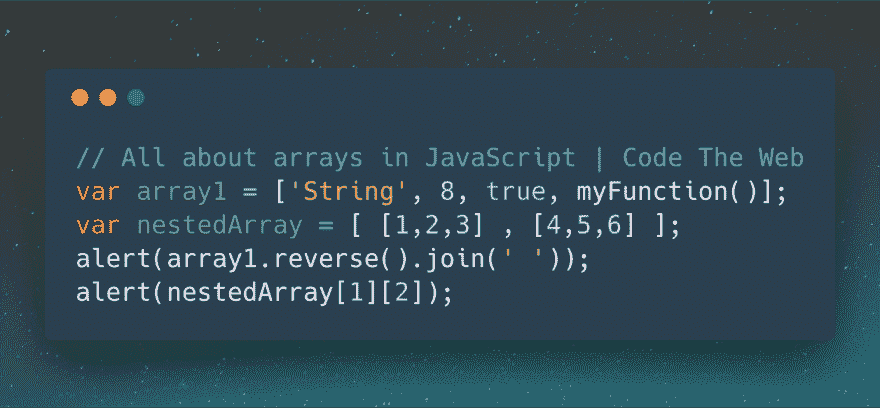 // All about arrays in JavaScript | Code The Web
var array1 = ['String', 8, true, myFunction()];
var nestedArray = [ [1,2,3] , [4,5,6] ];
alert(array1.reverse().join(' '));
alert(nestedArray[1][2]);